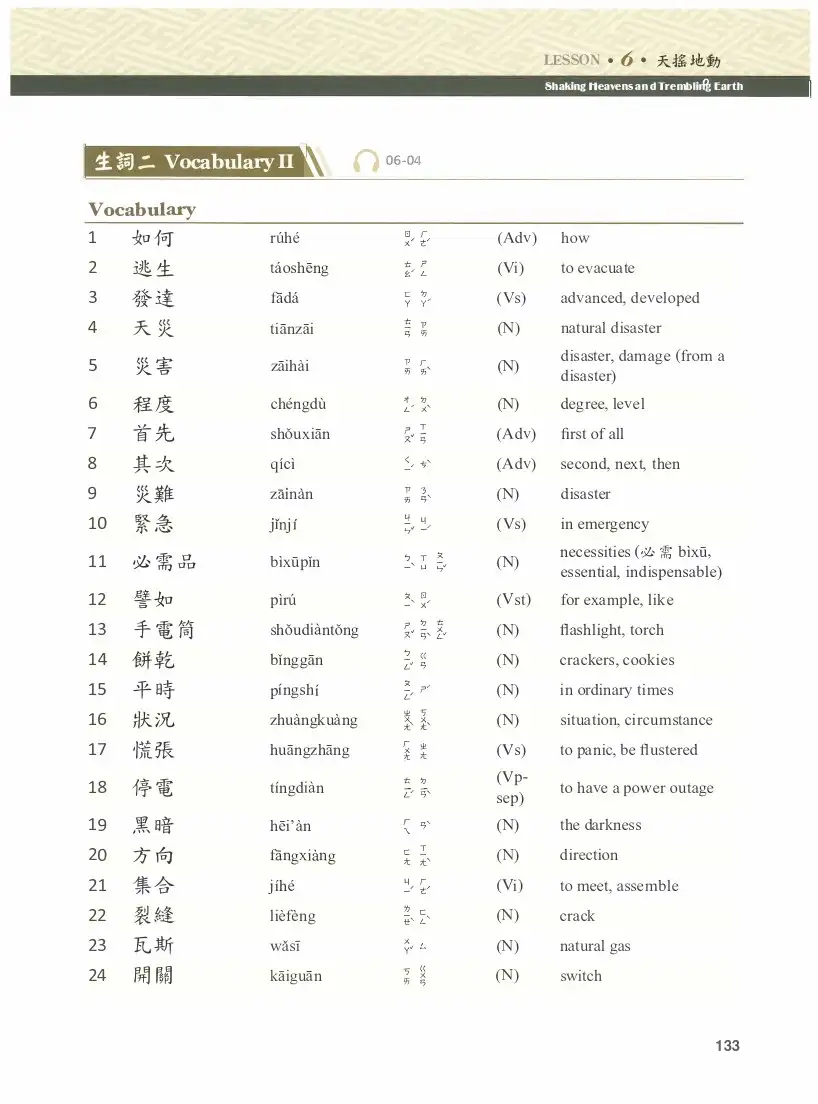 LESSON • 6 • 天搖地動
Shaking Heavens and Trembling Earth
生詞二 Vocabulary II 06-04
Vocabulary
1 如何 rúhé ㄖㄨˊ ㄏㄜˊ (Adv) how
2 逃生 táoshēng ㄊㄠˊ ㄕㄥ (Vi) to evacuate
3 發達 fādá ㄈㄚ ㄉㄚˊ (Vs) advanced, developed
4 天災 tiānzāi ㄊㄧㄢ ㄗㄞ (N) natural disaster
5 災害 zāihài ㄗㄞ ㄏㄞˋ (N) disaster, damage (from a
disaster)
6 程度 chéngdù ㄔㄥˊ ㄉㄨˋ (N) degree, level
7 首先 shǒuxiān ㄕㄡˇ ㄒㄧㄢ (Adv) first of all
8 其次 qícì ㄑㄧˊ ㄘˋ (Adv) second, next, then
9 災難 zāinàn ㄗㄞ ㄋㄢˋ (N) disaster
10 緊急 jǐnjí ㄐㄧㄣˇ ㄐㄧˊ (Vs) in emergency
11 必需品 bìxūpǐn ㄅㄧˋ ㄒㄩ ㄆㄧㄣˇ (N) necessities (必需 bìxū,
essential, indispensable)
12 譬如 pìrú ㄆㄧˋ ㄖㄨˊ (Vst) for example, like
13 手電筒 shǒudiàntǒng ㄕㄡˇ ㄉㄧㄢˋ ㄊㄨㄥˇ (N) flashlight, torch
14 餅乾 bǐnggān ㄅㄧㄥˇ ㄍㄢ (N) crackers, cookies
15 平時 píngshí ㄆㄧㄥˊ ㄕˊ (N) in ordinary times
16 狀況 zhuàngkuàng ㄓㄨㄤˋ ㄎㄨㄤˋ (N) situation, circumstance
17 慌張 huāngzhāng ㄏㄨㄤ ㄓㄤ (Vs) to panic, be flustered
18 停電 tíngdiàn ㄊㄧㄥˊ ㄉㄧㄢˋ (Vp-
sep) to have a power outage
19 黑暗 hēi'àn ㄏㄟ ㄢˋ (N) the darkness
20 方向 fāngxiàng ㄈㄤ ㄒㄧㄤˋ (N) direction
21 集合 jíhé ㄐㄧˊ ㄏㄜˊ (Vi) to meet, assemble
22 裂縫 lièfèng ㄌㄧㄝˋ ㄈㄥˋ (N) crack
23 瓦斯 wǎsī ㄨㄚˇ ㄙ (N) natural gas
24 開關 kāiguān ㄎㄞ ㄍㄨㄢ (N) switch
133